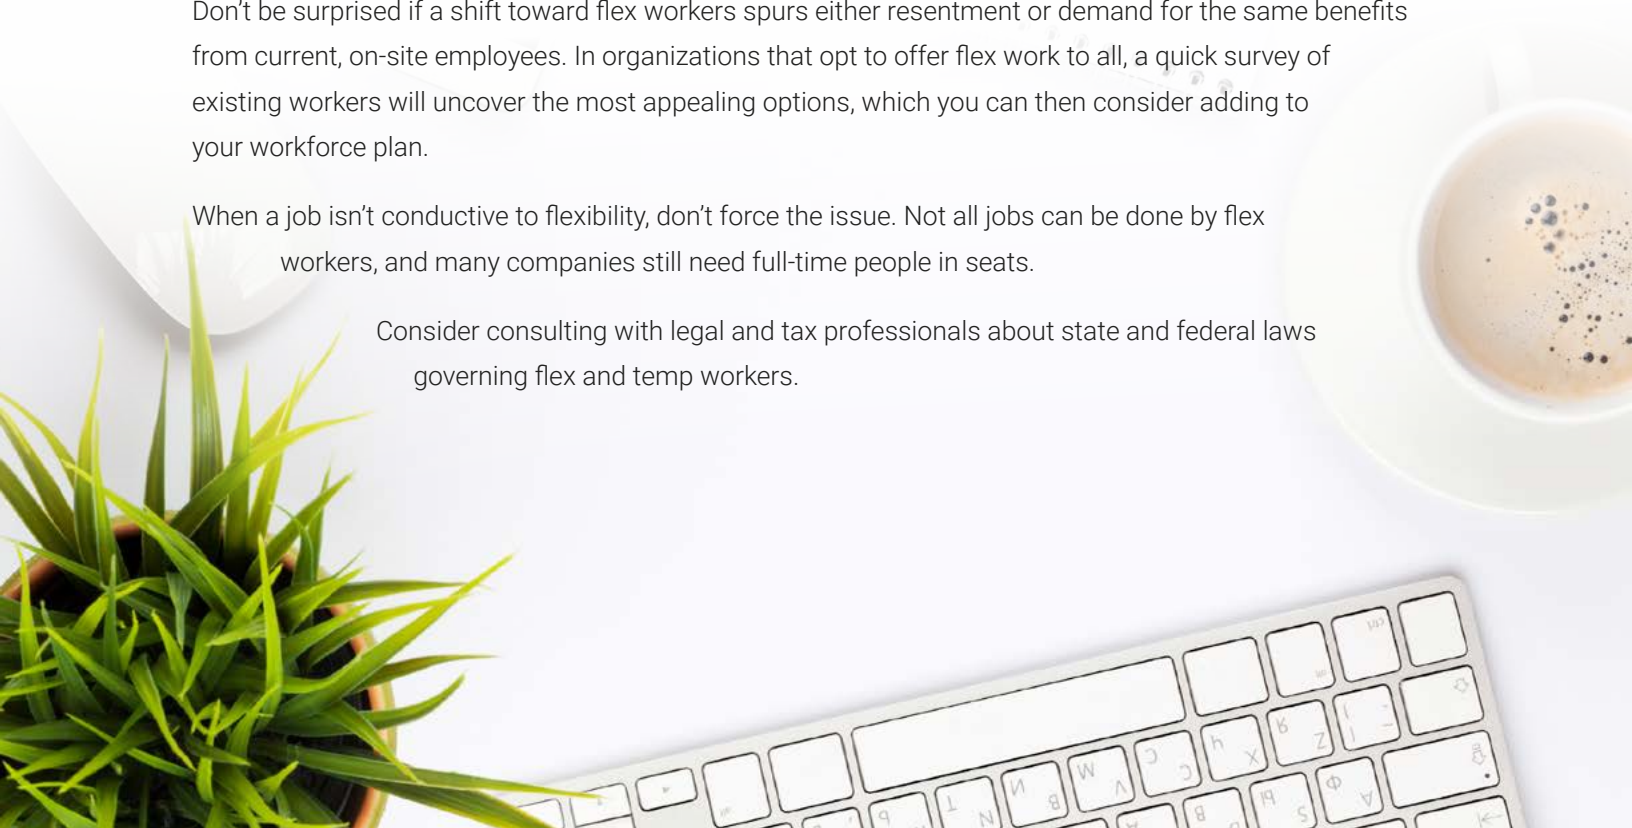 Don't be surprised if a shift toward flex workers spurs either resentment or demand for the same benefits
from current, on-site employees. In organizations that opt to offer flex work to all, a quick survey of
existing workers will uncover the most appealing options, which you can then consider adding to
your workforce plan.
When a job isn't conductive to flexibility, don't force the issue. Not all jobs can be done by flex
workers, and many companies still need full-time people in seats.
Consider consulting with legal and tax professionals about state and federal laws
governing flex and temp workers.